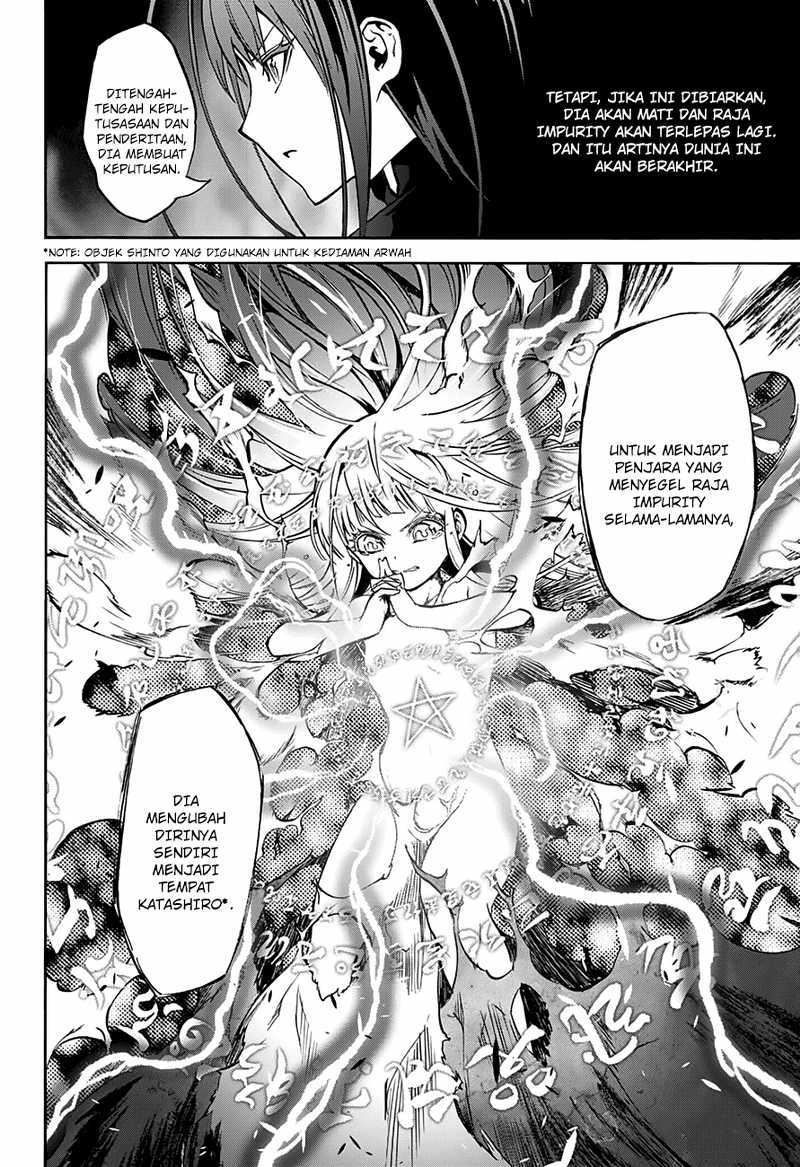 DITENGAH-
TENGAH KEPU-
TUSASAAN DAN
PENDERITAAN,
DIA MEMBUAT
KEPUTUSAN.
TETAPI, JIKA INI DIBIARKAN,
DIA AKAN MATI DAN RAJA
IMPURITY AKAN TERLEPAS LAGI.
DAN ITU ARTINYA DUNIA INI
AKAN BERAKHIR.
*NOTE: OBJEK SHINTO YANG DIGUNAKAN UNTUK KEDIAMAN ARWAH
UNTUK MENJADI
PENJARA YANG
MENYEGEL RAJA
IMPURITY
SELAMA-LAMANYA,
DIA
MENGUBAH
DIRINYA
SENDIRI
MENJADI
TEMPAT
KATASHIRO*.